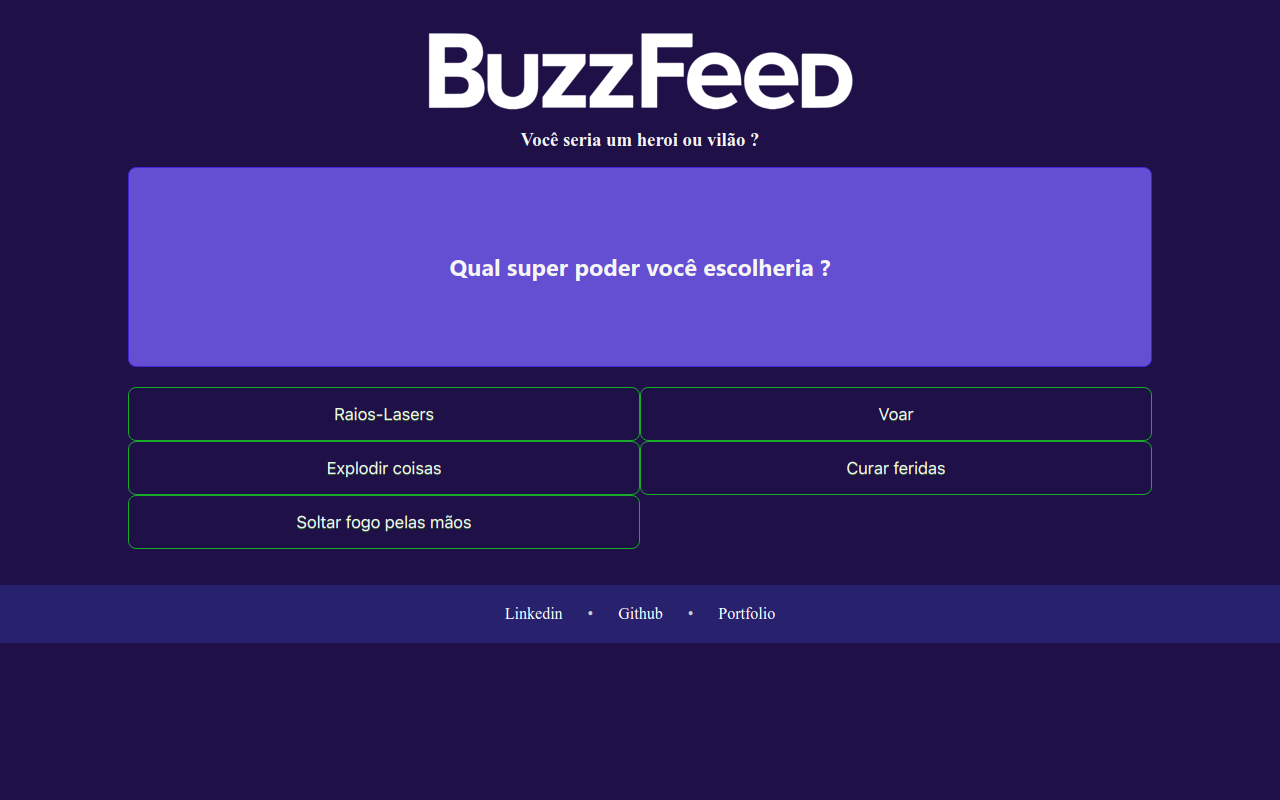 BuzzFeed
Você seria um heroi ou vilão ?
Qual super poder você escolheria ?
Raios-Lasers
Voar
Explodir coisas
Curar feridas
Soltar fogo pelas mãos
Linkedin • Github • Portfolio